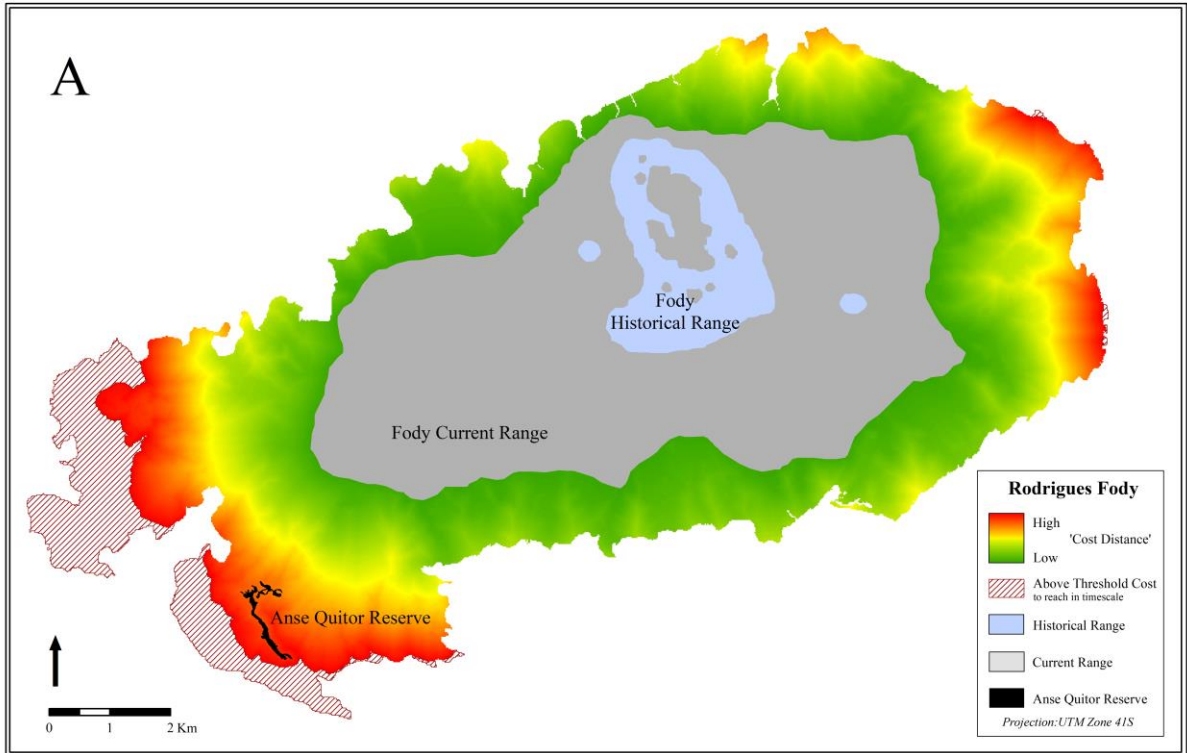 A
Fody
Historical Range
Fody Current Range
Anse Quitor Reserve
0 1 2 Km
Rodrigues Fody
High
'Cost Distance'
Low
Above Threshold Cost
to reach in timescale
Historical Range
Current Range
Anse Quitor Reserve
Projection:UTM Zone 41S